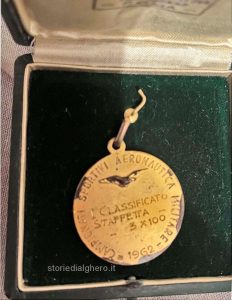 CAMPIONATI SPORTIVI AERONAUTICA MILITARE
1° CLASSIFICATO
STAFFETTA
3 X 100
=1962=
storiedialghero.it